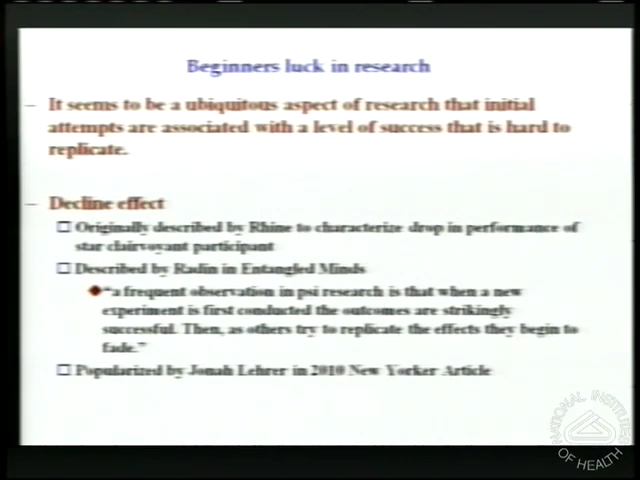 Beginners luck in research
– It seems to be a ubiquitous aspect of research that initial
attempts are associated with a level of success that is hard to
replicate.
– Decline effect
Originally described by Rhine to characterize drop in performance of
star clairvoyant participant
Described by Radin in Entangled Minds
"a frequent observation in psi research is that when a new
experiment is first conducted the outcomes are strikingly
successful. Then, as others try to replicate the effects they begin to
fade."
Popularized by Jonah Lehrer in 2010 New Yorker Article
NATIONAL INSTITUTES
OF HEALTH